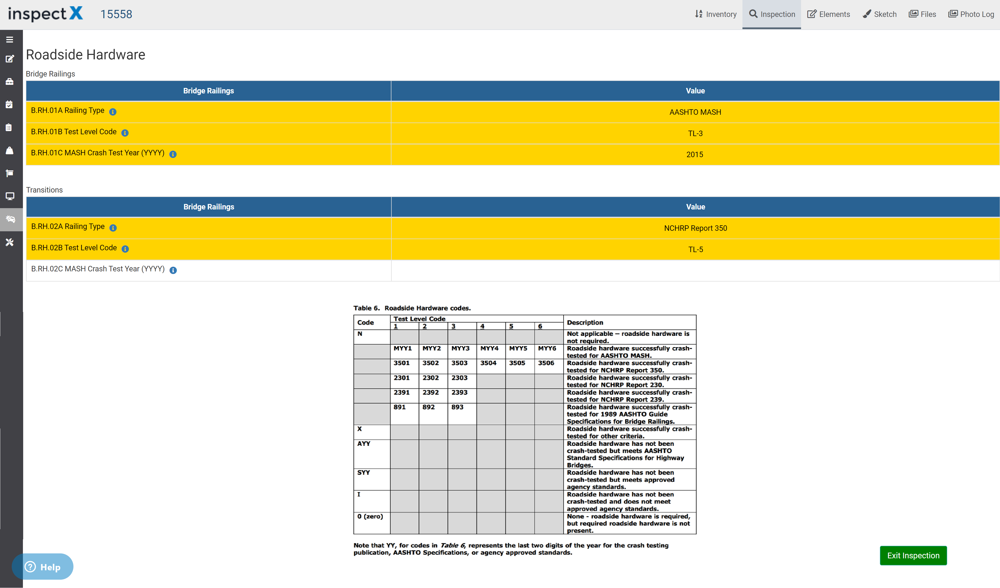 inspectX 15558 Inventory Inspection Elements Sketch Files Photo Log
Roadside Hardware
Bridge Railings
Bridge Railings Value
B.RH.01A Railing Type AASHTO MASH
B.RH.01B Test Level Code TL-3
B.RH.01C MASH Crash Test Year (YYYY) 2015
Transitions
Bridge Railings Value
B.RH.02A Railing Type NCHRP Report 350
B.RH.02B Test Level Code TL-5
B.RH.02C MASH Crash Test Year (YYYY)
Table 6. Roadside Hardware codes.
Code Test Level Code Description
1 2 3 4 5 6
N Not applicable – roadside hardware is
not required.
MYY1 MYY2 MYY3 MYY4 MYY5 MYY6 Roadside hardware successfully crash-
tested for AASHTO MASH.
3501 3502 3503 3504 3505 3506 Roadside hardware successfully crash-
tested for NCHRP Report 350.
2301 2302 2303 Roadside hardware successfully crash-
tested for NCHRP Report 230.
2391 2392 2393 Roadside hardware successfully crash-
tested for NCHRP Report 239.
891 892 893 Roadside hardware successfully crash-
tested for 1989 AASHTO Guide
Specifications for Bridge Railings.
X Roadside hardware successfully crash-
tested for other criteria.
AYY Roadside hardware has not been
crash-tested but meets AASHTO
Standard Specifications for Highway
Bridges.
SYY Roadside hardware has not been
crash-tested but meets approved
agency standards.
I Roadside hardware has not been
crash-tested and does not meet
approved agency standards.
0 (zero) None - roadside hardware is required,
but required roadside hardware is not
present.
Note that YY, for codes in Table 6, represents the last two digits of the year for the crash testing
publication, AASHTO Specifications, or agency approved standards.
Exit Inspection
Help